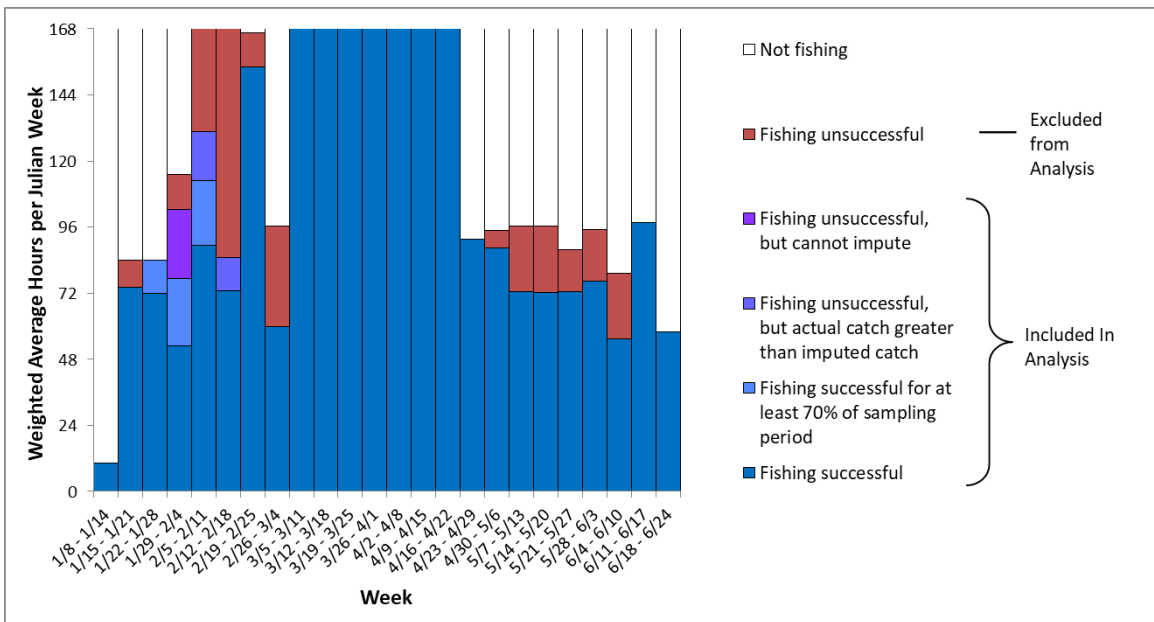 Weighted Average Hours per Julian Week
168
144
120
96
72
48
24
0
1/8 - 1/14
1/15 - 1/21
1/22 - 1/28
1/29 - 2/4
2/5 - 2/11
2/12 - 2/18
2/19 - 2/25
2/26 - 3/4
3/5 - 3/11
3/12 - 3/18
3/19 - 3/25
3/26 - 4/1
4/2 - 4/8
4/9 - 4/15
4/16 - 4/22
4/23 - 4/29
4/30 - 5/6
5/7 - 5/13
5/14 - 5/20
5/21 - 5/27
5/28 - 6/3
6/4 - 6/10
6/11 - 6/17
6/18 - 6/24
Week
Not fishing
Fishing unsuccessful
Excluded
from
Analysis
Fishing unsuccessful,
but cannot impute
Fishing unsuccessful,
but actual catch greater
than imputed catch
Fishing successful for at
least 70% of sampling
period
Fishing successful
Included In
Analysis